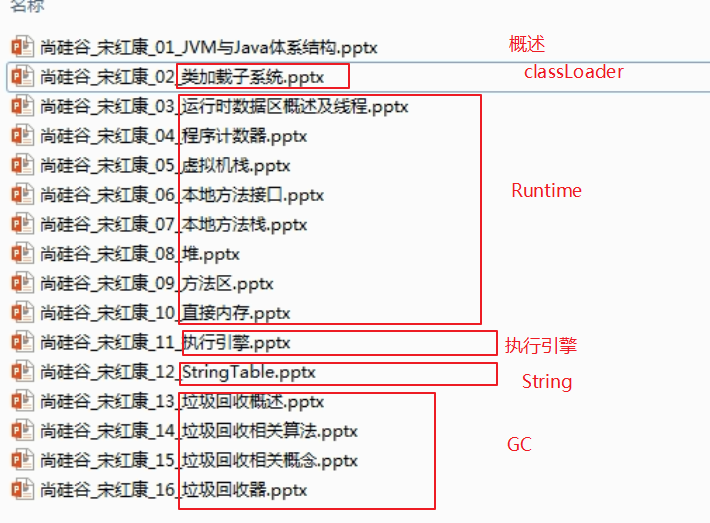 名称
尚硅谷_宋红康_01_JVM与Java体系结构.pptx 概述
尚硅谷_宋红康_02_类加载子系统.pptx classLoader
尚硅谷_宋红康_03_运行时数据区概述及线程.pptx
尚硅谷_宋红康_04_程序计数器.pptx
尚硅谷_宋红康_05_虚拟机栈.pptx
尚硅谷_宋红康_06_本地方法接口.pptx Runtime
尚硅谷_宋红康_07_本地方法栈.pptx
尚硅谷_宋红康_08_堆.pptx
尚硅谷_宋红康_09_方法区.pptx
尚硅谷_宋红康_10_直接内存.pptx
尚硅谷_宋红康_11_执行引擎.pptx 执行引擎
尚硅谷_宋红康_12_StringTable.pptx String
尚硅谷_宋红康_13_垃圾回收概述.pptx
尚硅谷_宋红康_14_垃圾回收相关算法.pptx GC
尚硅谷_宋红康_15_垃圾回收相关概念.pptx
尚硅谷_宋红康_16_垃圾回收器.pptx